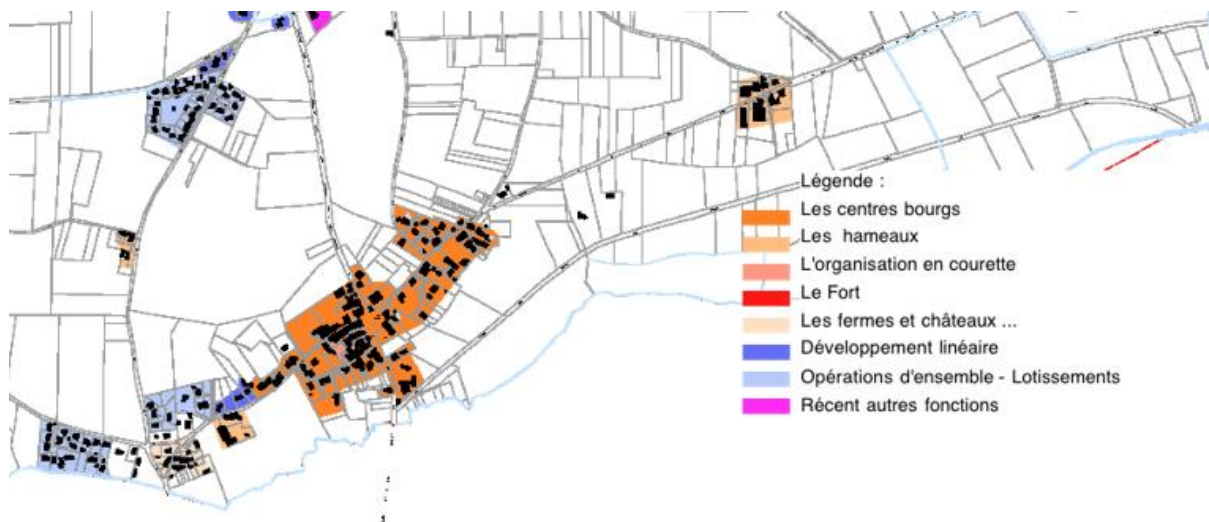 Légende :
Les centres bourgs
Les hameaux
L'organisation en courette
Le Fort
Les fermes et châteaux ...
Développement linéaire
Opérations d'ensemble - Lotissements
Récent autres fonctions